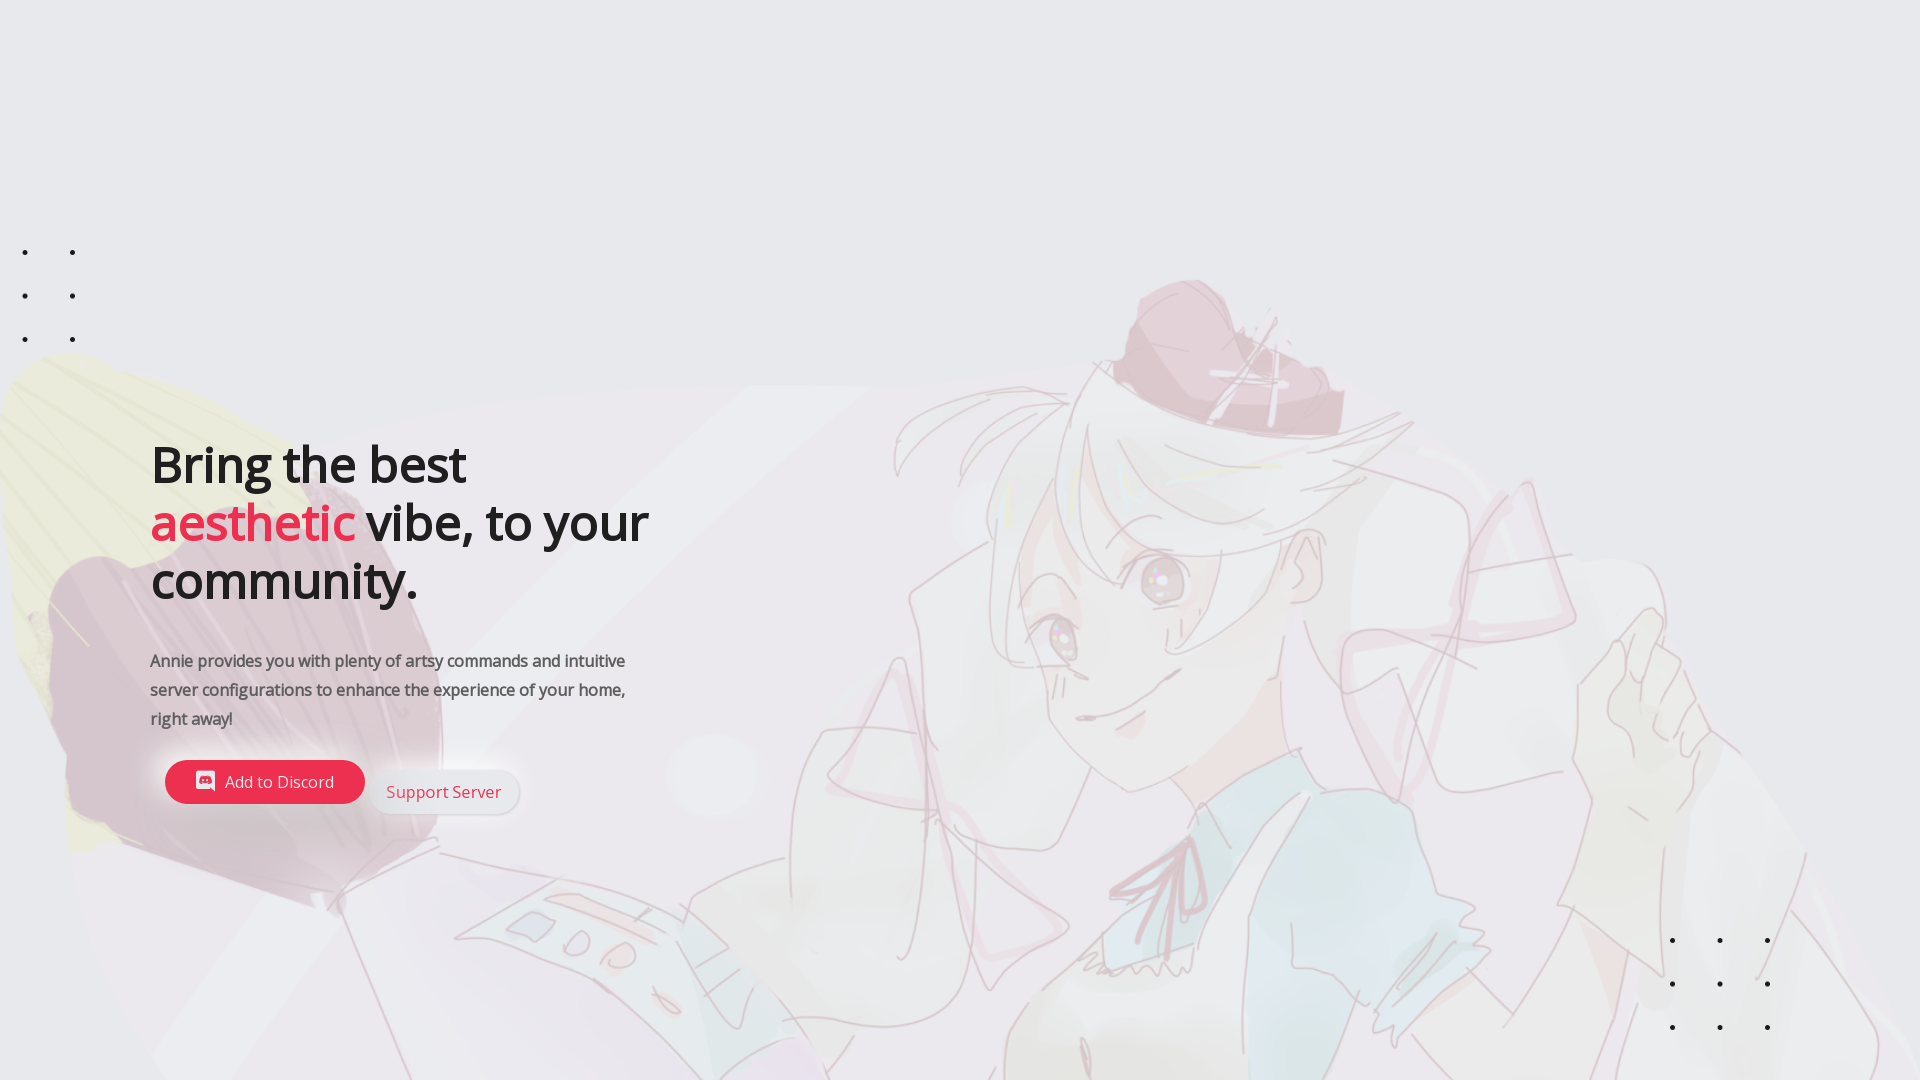 Bring the best
aesthetic vibe, to your
community.
Annie provides you with plenty of artsy commands and intuitive
server configurations to enhance the experience of your home,
right away!
Add to Discord
Support Server